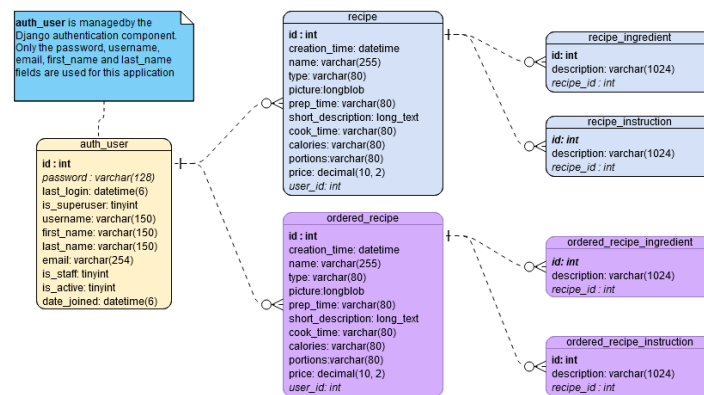 auth_user is managedby the
Django authentication component.
Only the password, username,
email, first_name and last_name
fields are used for this application
auth_user
id : int
password : varchar(128)
last_login: datetime(6)
is_superuser: tinyint
username: varchar(150)
first_name: varchar(150)
last_name: varchar(150)
email: varchar(254)
is_staff: tinyint
is_active: tinyint
date_joined: datetime(6)
recipe
id : int
creation_time: datetime
name: varchar(255)
type: varchar(80)
picture:longblob
prep_time: varchar(80)
short_description: long_text
cook_time: varchar(80)
calories: varchar(80)
portions:varchar(80)
price: decimal(10, 2)
user_id: int
ordered_recipe
id : int
creation_time: datetime
name: varchar(255)
type: varchar(80)
picture:longblob
prep_time: varchar(80)
short_description: long_text
cook_time: varchar(80)
calories: varchar(80)
portions:varchar(80)
price: decimal(10, 2)
user_id: int
recipe_ingredient
id: int
description: varchar(1024)
recipe_id : int
recipe_instruction
id: int
description: varchar(1024)
recipe_id : int
ordered_recipe_ingredient
id: int
description: varchar(1024)
recipe_id : int
ordered_recipe_instruction
id: int
description: varchar(1024)
recipe_id : int